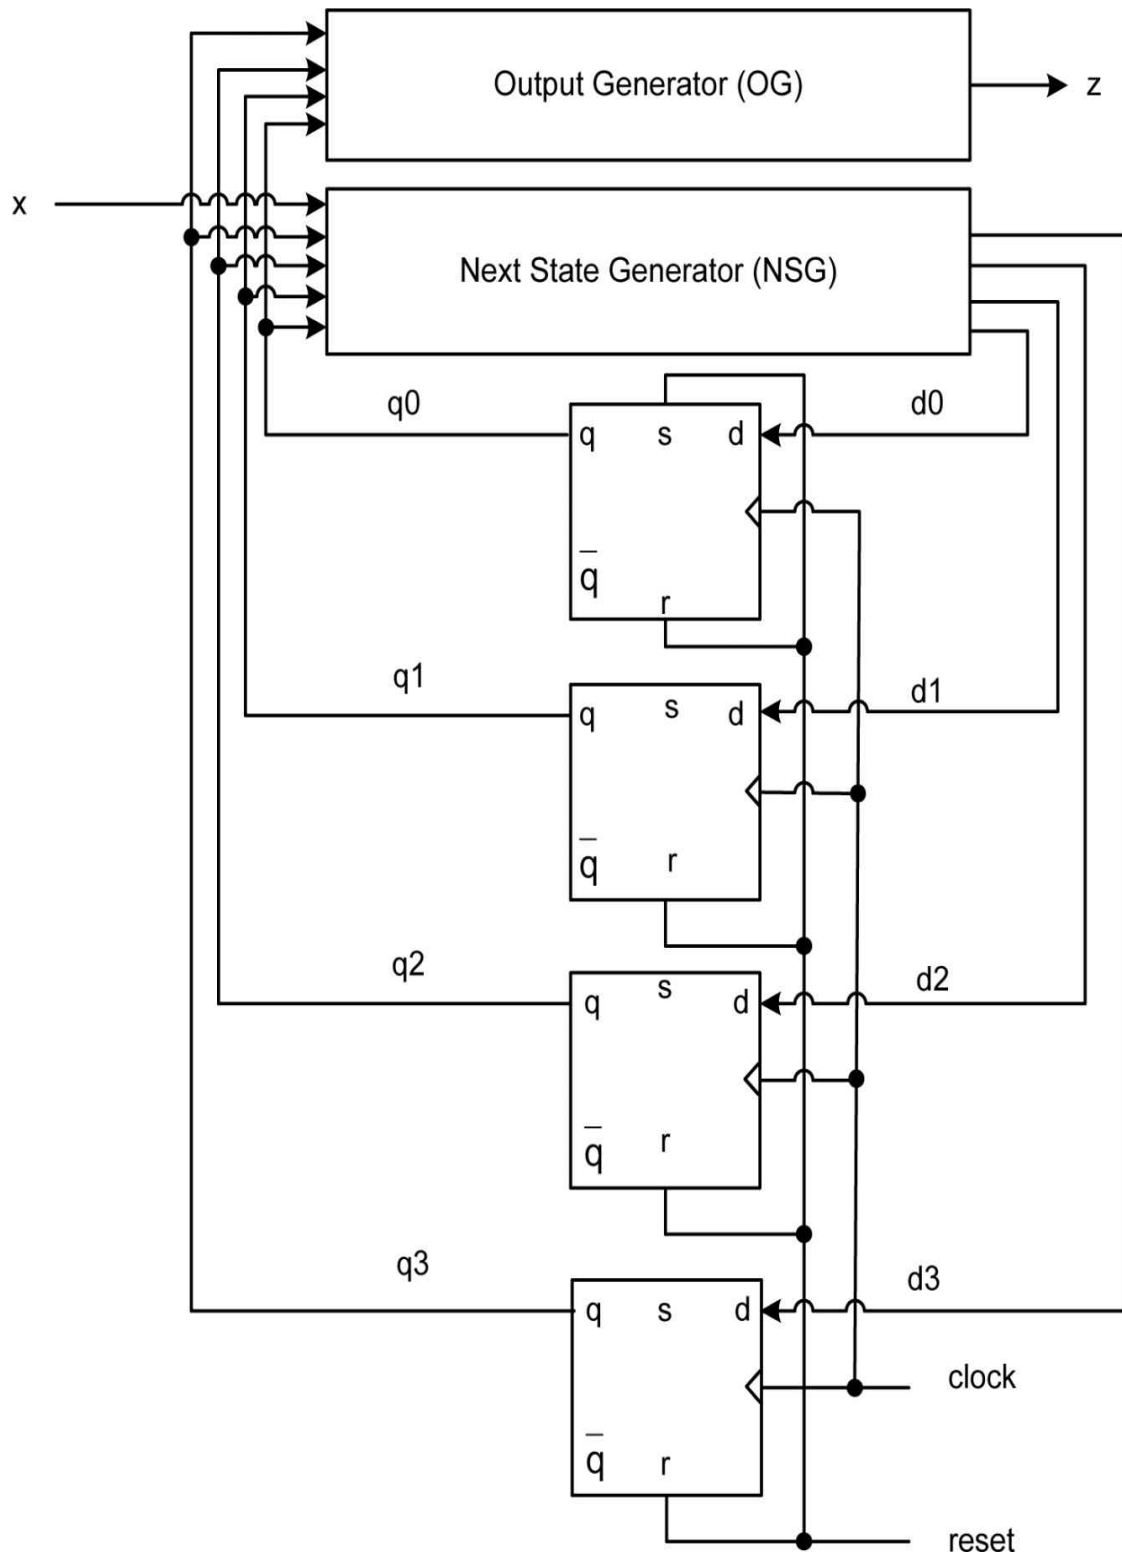 Output Generator (OG)
z
x
Next State Generator (NSG)
q0
d0
q s d
q̅
r
q1
d1
q s d
q̅
r
q2
d2
q s d
q̅
r
q3
d3
q s d
clock
q̅
r
reset